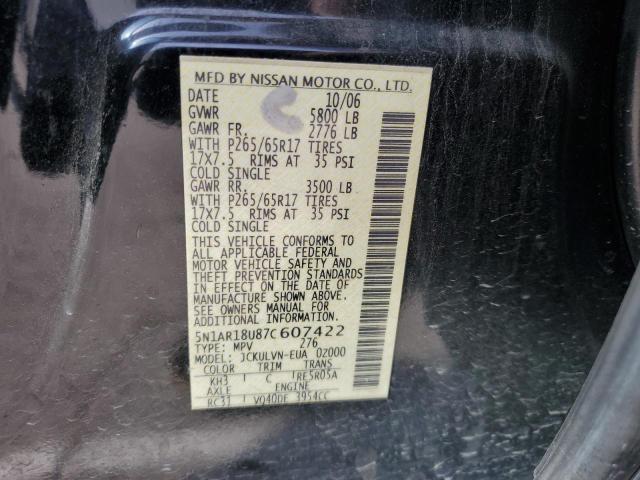 MFD BY NISSAN MOTOR CO., LTD.
DATE 10/06
GVWR 5800 LB
GAWR FR. 2776 LB
WITH P265/65R17 TIRES
17X7.5 RIMS AT 35 PSI
COLD SINGLE
GAWR RR. 3500 LB
WITH P265/65R17 TIRES
17X7.5 RIMS AT 35 PSI
COLD SINGLE
THIS VEHICLE CONFORMS TO
ALL APPLICABLE FEDERAL
MOTOR VEHICLE SAFETY AND
THEFT PREVENTION STANDARDS
IN EFFECT ON THE DATE OF
MANUFACTURE SHOWN ABOVE.
SEE OWNERS MANUAL FOR
ADDITIONAL INFORMATION
5N1AR18U87C607422
TYPE: MPV 276
MODEL: JCKULVN-EUA 0Z000
COLOR TRIM TRANS
KH3 C RE5R05A
AXLE ENGINE
RC31 VQ40DE 3954CC